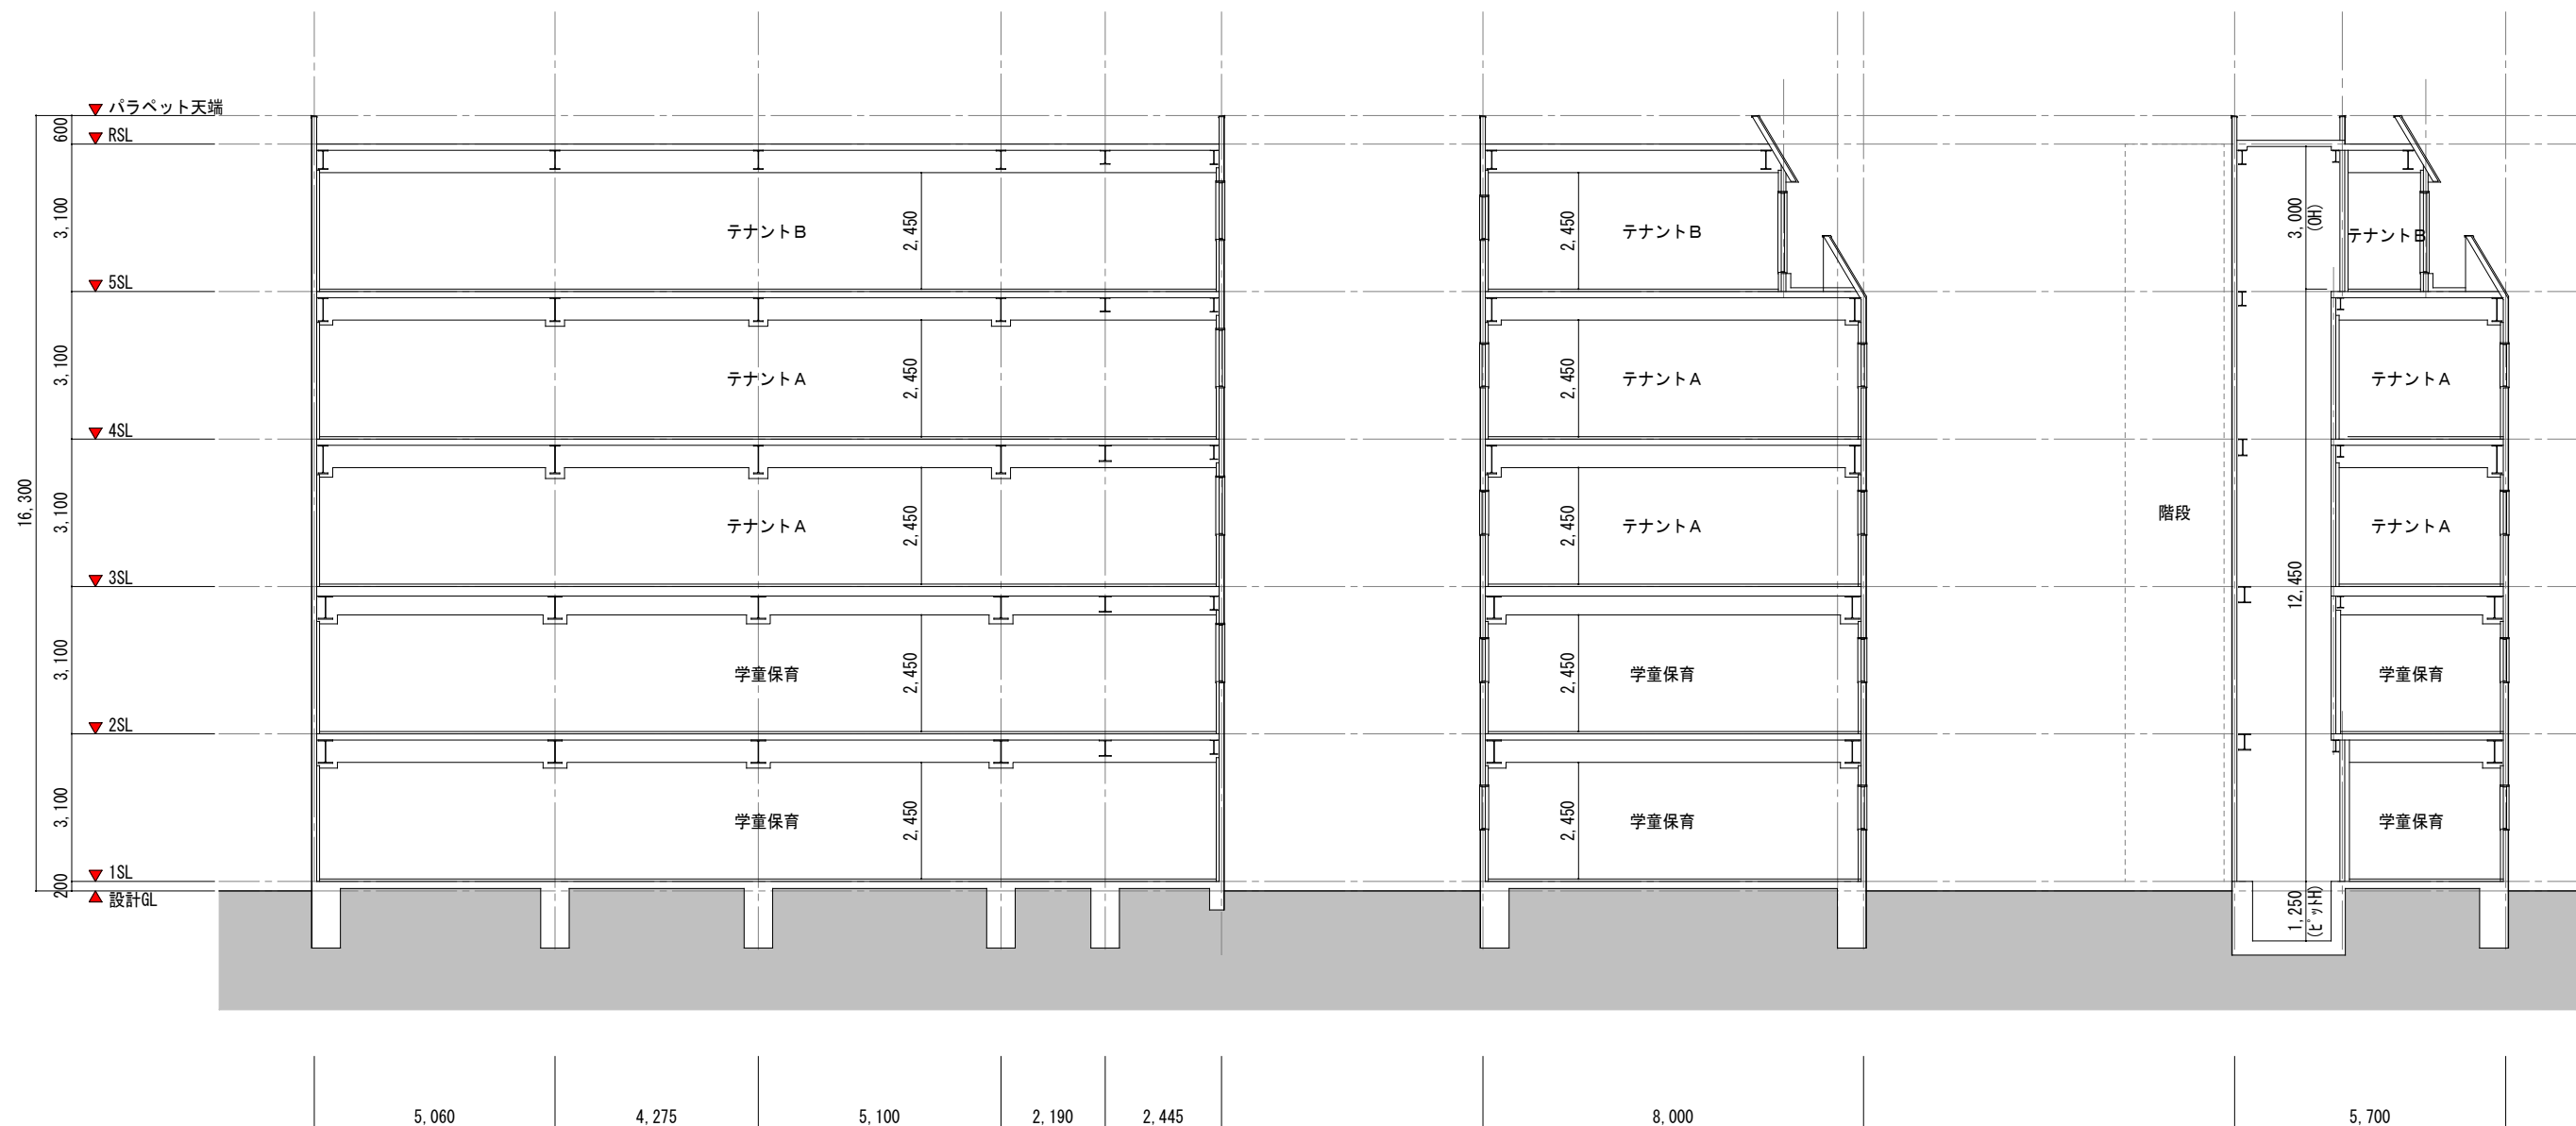 パラペット天端
600
RSL
3,100
テナントB
2,450
2,450
テナントB
3,000
(OH)
テナントB
5SL
3,100
テナントA
2,450
2,450
テナントA
テナントA
4SL
16,300
3,100
テナントA
2,450
2,450
テナントA
階段
テナントA
3SL
12,450
3,100
学童保育
2,450
2,450
学童保育
学童保育
2SL
3,100
学童保育
2,450
2,450
学童保育
学童保育
1SL
200
設計GL
1,250
(ピットH)
5,060
4,275
5,100
2,190
2,445
8,000
5,700